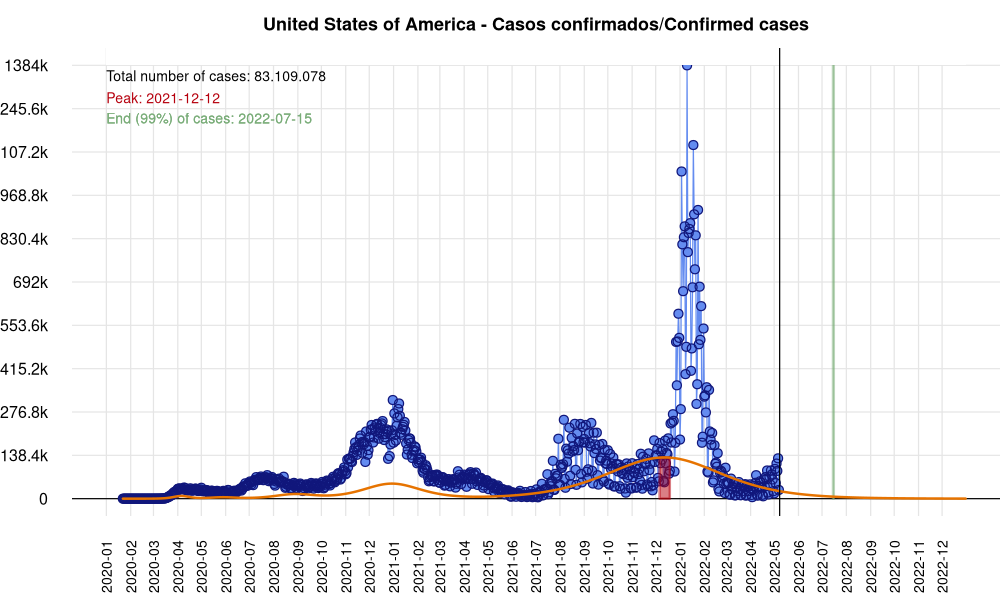 United States of America - Casos confirmados/Confirmed cases
Total number of cases: 83.109.078
Peak: 2021-12-12
End (99%) of cases: 2022-07-15
1384k
245.6k
107.2k
968.8k
830.4k
692k
553.6k
415.2k
276.8k
138.4k
0
2020-01
2020-02
2020-03
2020-04
2020-05
2020-06
2020-07
2020-08
2020-09
2020-10
2020-11
2020-12
2021-01
2021-02
2021-03
2021-04
2021-05
2021-06
2021-07
2021-08
2021-09
2021-10
2021-11
2021-12
2022-01
2022-02
2022-03
2022-04
2022-05
2022-06
2022-07
2022-08
2022-09
2022-10
2022-11
2022-12